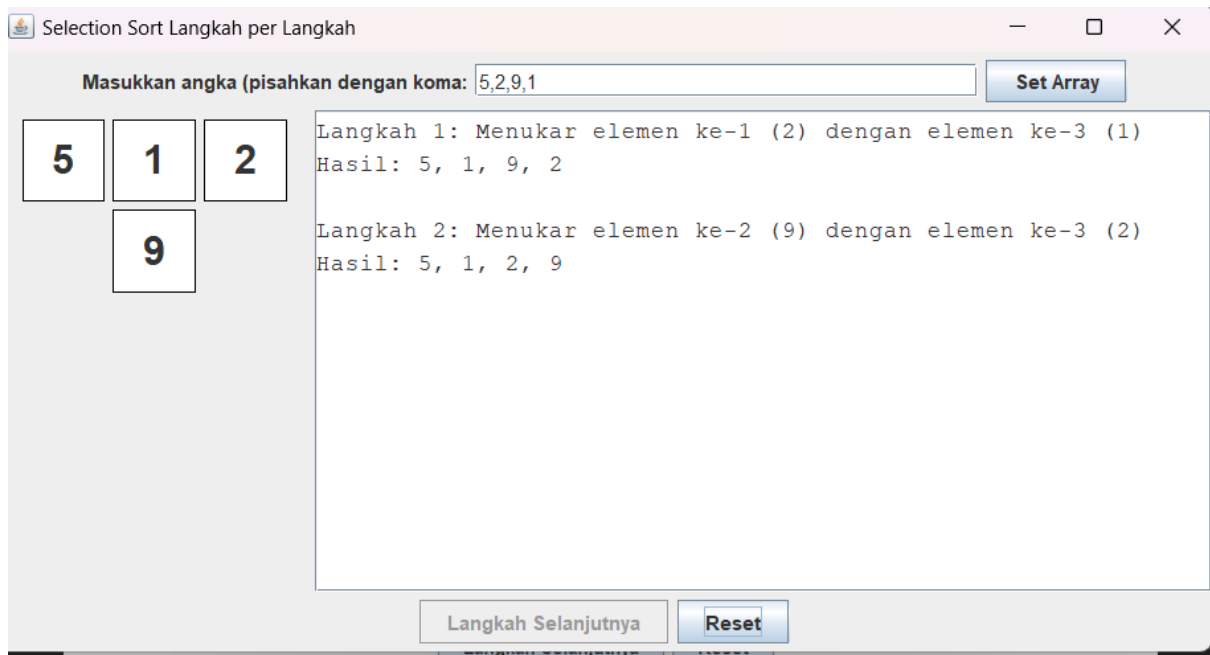 Selection Sort Langkah per Langkah
Masukkan angka (pisahkan dengan koma: 5,2,9,1 Set Array
5 1 2
9
Langkah 1: Menukar elemen ke-1 (2) dengan elemen ke-3 (1)
Hasil: 5, 1, 9, 2
Langkah 2: Menukar elemen ke-2 (9) dengan elemen ke-3 (2)
Hasil: 5, 1, 2, 9
Langkah Selanjutnya Reset